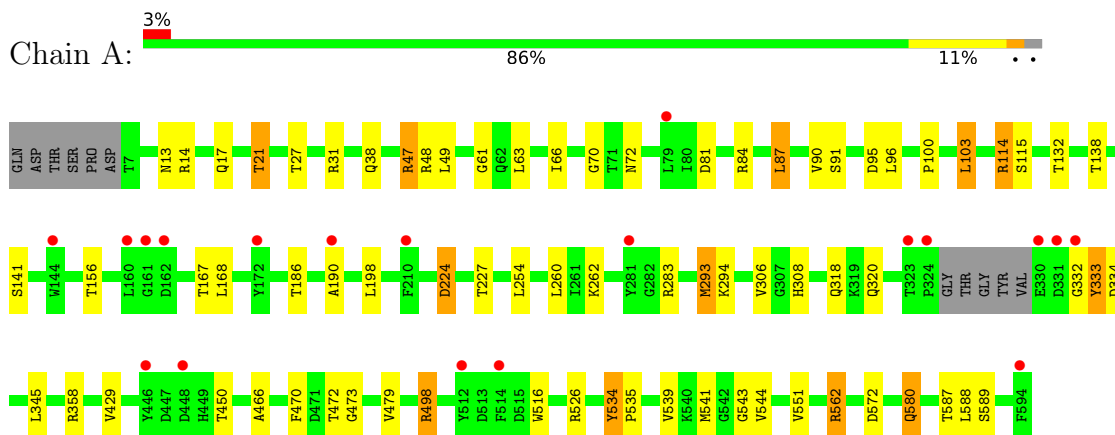 3%
Chain A:
86% 11% • •
GLN ASP THR SER PRO ASP T7 N13 R14 Q17 T21 T27 R31 Q38 R47 R48 L49 G61 Q62 L63 I66 G70 T71 N72 L79 I80 D81 R84 L87 V90 S91 D95 L96 P100 L103 R114 S115 T132 T138
S141 W144 T156 L160 G161 D162 T167 L168 Y172 T186 A190 L198 F210 D224 T227 L254 L260 I261 K262 Y281 G282 R283 M293 K294 V306 G307 H308 Q318 K319 Q320 T323 P324 GLY THR GLY TYR VAL E330 D331 G332 Y333
L345 R358 V429 Y446 D447 D448 H449 T450 A466 F470 D471 T472 G473 V479 R498 Y512 D513 F514 D515 W516 R526 Y534 P535 V539 K540 M541 G542 G543 V544 V551 R562 D572 Q580 T587 L588 S589 F594